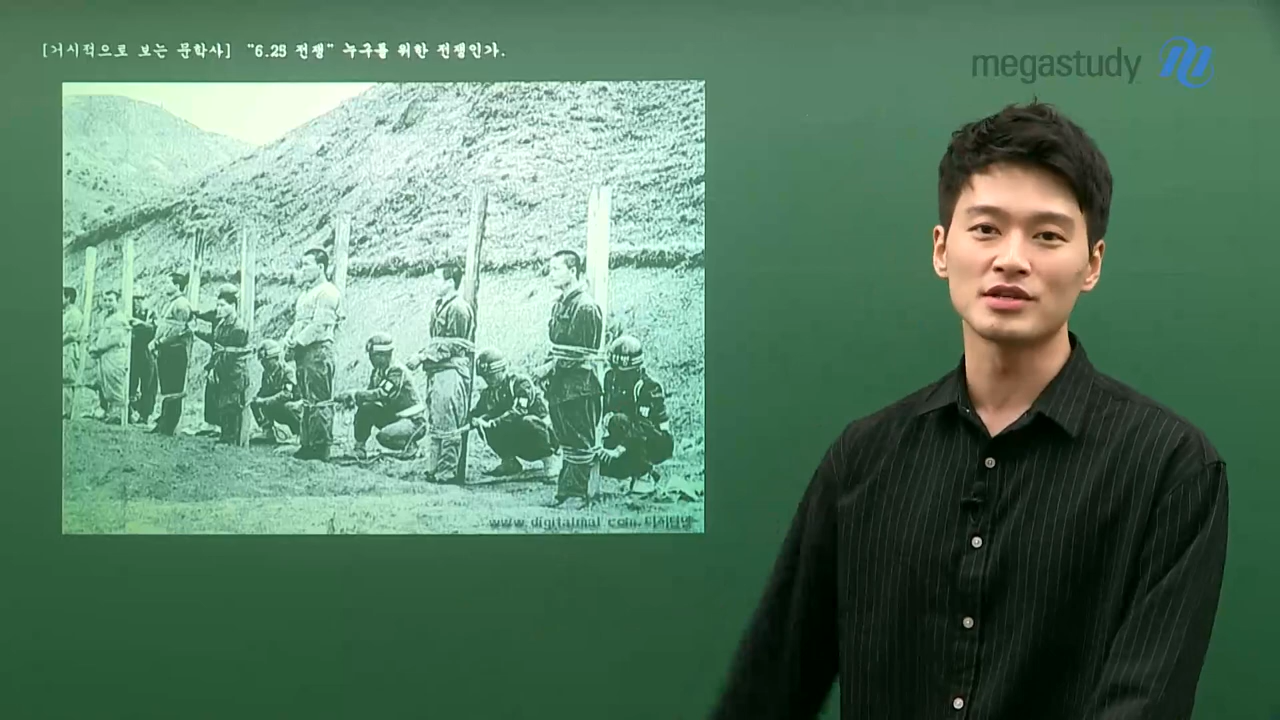 [거시적으로 보는 문학사] "6.25 전쟁" 누구를 위한 전쟁인가.
megastudy
www.digitalmal.com